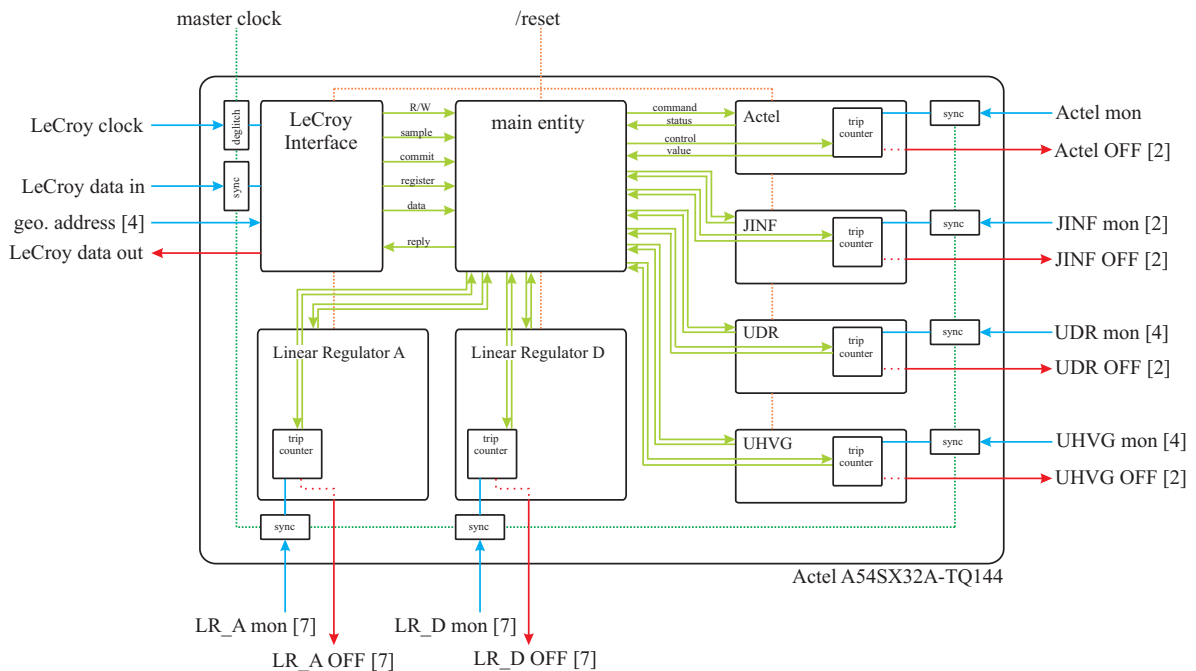 master clock
/reset
LeCroy clock
LeCroy data in
geo. address [4]
LeCroy data out
deglitch
sync
LeCroy
Interface
R/W
sample
commit
register
data
reply
main entity
command
status
control
value
Actel
trip
counter
sync
Actel mon
Actel OFF [2]
JINF
trip
counter
sync
JINF mon [2]
JINF OFF [2]
UDR
trip
counter
sync
UDR mon [4]
UDR OFF [2]
UHVG
trip
counter
sync
UHVG mon [4]
UHVG OFF [2]
Linear Regulator A
trip
counter
sync
Linear Regulator D
trip
counter
sync
Actel A54SX32A-TQ144
LR_A mon [7]
LR_A OFF [7]
LR_D mon [7]
LR_D OFF [7]